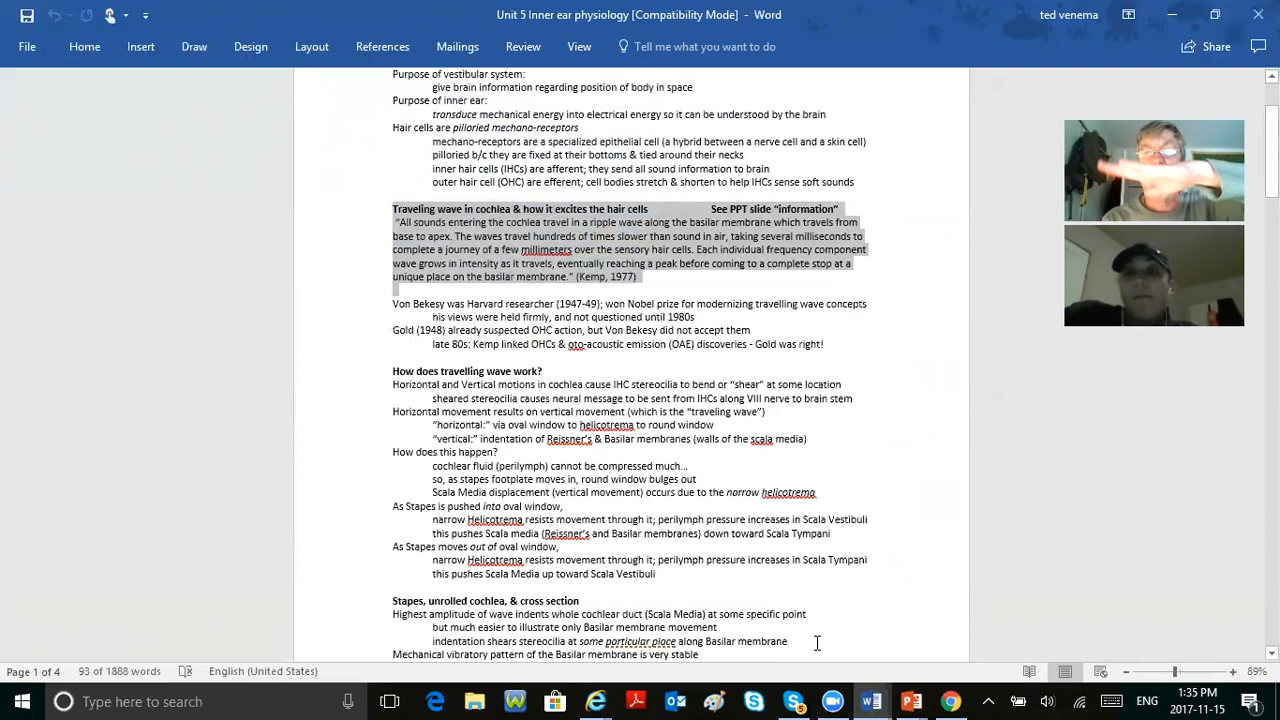 Unit 5 Inner ear physiology [Compatibility Mode] - Word
ted venema
File Home Insert Draw Design Layout References Mailings Review View Tell me what you want to do Share
Purpose of vestibular system:
give brain information regarding position of body in space
Purpose of inner ear:
transduce mechanical energy into electrical energy so it can be understood by the brain
Hair cells are pilloried mechano-receptors
mechano-receptors are a specialized epithelial cell (a hybrid between a nerve cell and a skin cell)
pilloried b/c they are fixed at their bottoms & tied around their necks
inner hair cells (IHCs) are afferent; they send all sound information to brain
outer hair cell (OHC) are efferent; cell bodies stretch & shorten to help IHCs sense soft sounds
Traveling wave in cochlea & how it excites the hair cells See PPT slide “information”
“All sounds entering the cochlea travel in a ripple wave along the basilar membrane which travels from
base to apex. The waves travel hundreds of times slower than sound in air, taking several milliseconds to
complete a journey of a few millimeters over the sensory hair cells. Each individual frequency component
wave grows in intensity as it travels, eventually reaching a peak before coming to a complete stop at a
unique place on the basilar membrane.” (Kemp, 1977)
Von Bekesy was Harvard researcher (1947-49); won Nobel prize for modernizing travelling wave concepts
his views were held firmly, and not questioned until 1980s
Gold (1948) already suspected OHC action, but Von Bekesy did not accept them
late 80s: Kemp linked OHCs & oto-acoustic emission (OAE) discoveries - Gold was right!
How does travelling wave work?
Horizontal and Vertical motions in cochlea cause IHC stereocilia to bend or “shear” at some location
sheared stereocilia causes neural message to be sent from IHCs along VIII nerve to brain stem
Horizontal movement results on vertical movement (which is the “traveling wave”)
“horizontal:” via oval window to helicotrema to round window
“vertical:” indentation of Reissner’s & Basilar membranes (walls of the scala media)
How does this happen?
cochlear fluid (perilymph) cannot be compressed much…
so, as stapes footplate moves in, round window bulges out
Scala Media displacement (vertical movement) occurs due to the narrow helicotrema
As Stapes is pushed into oval window,
narrow Helicotrema resists movement through it; perilymph pressure increases in Scala Vestibuli
this pushes Scala media (Reissner’s and Basilar membranes) down toward Scala Tympani
As Stapes moves out of oval window,
narrow Helicotrema resists movement through it; perilymph pressure increases in Scala Tympani
this pushes Scala Media up toward Scala Vestibuli
Stapes, unrolled cochlea, & cross section
Highest amplitude of wave indents whole cochlear duct (Scala Media) at some specific point
but much easier to illustrate only Basilar membrane movement
indentation shears stereocilia at some particular place along Basilar membrane
Mechanical vibratory pattern of the Basilar membrane is very stable
Page 1 of 4 93 of 1888 words English (United States) 89%
Type here to search
ENG
1:35 PM
2017-11-15